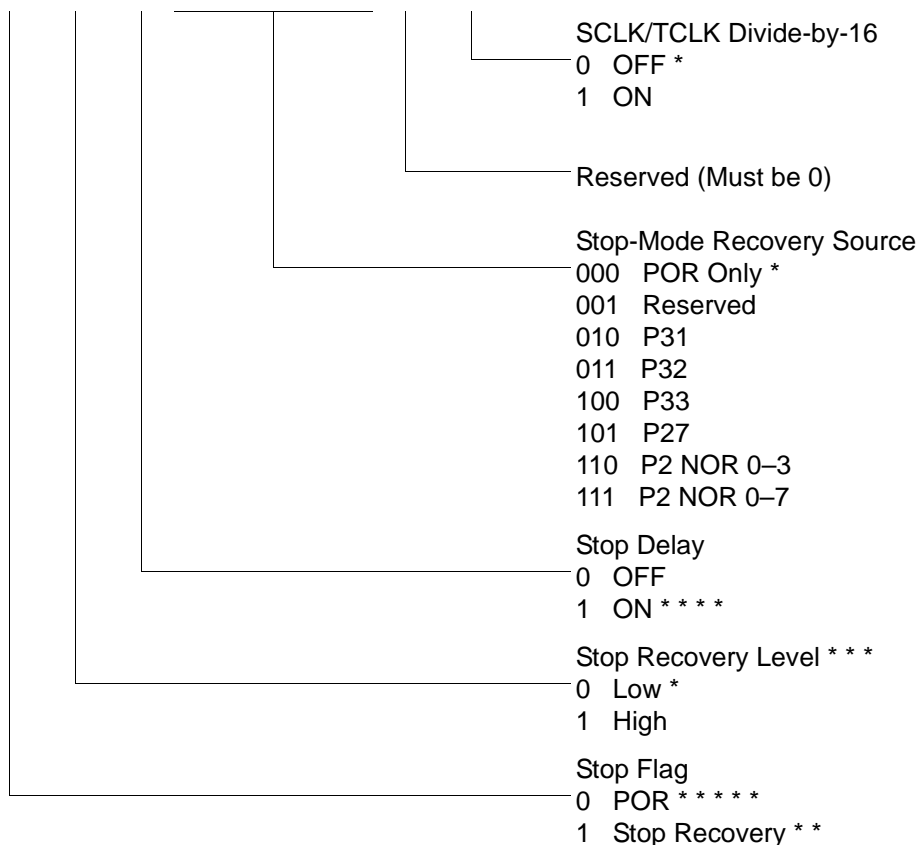 SCLK/TCLK Divide-by-16
0 OFF *
1 ON
Reserved (Must be 0)
Stop-Mode Recovery Source
000 POR Only *
001 Reserved
010 P31
011 P32
100 P33
101 P27
110 P2 NOR 0–3
111 P2 NOR 0–7
Stop Delay
0 OFF
1 ON * * * *
Stop Recovery Level * * *
0 Low *
1 High
Stop Flag
0 POR * * * * *
1 Stop Recovery * *